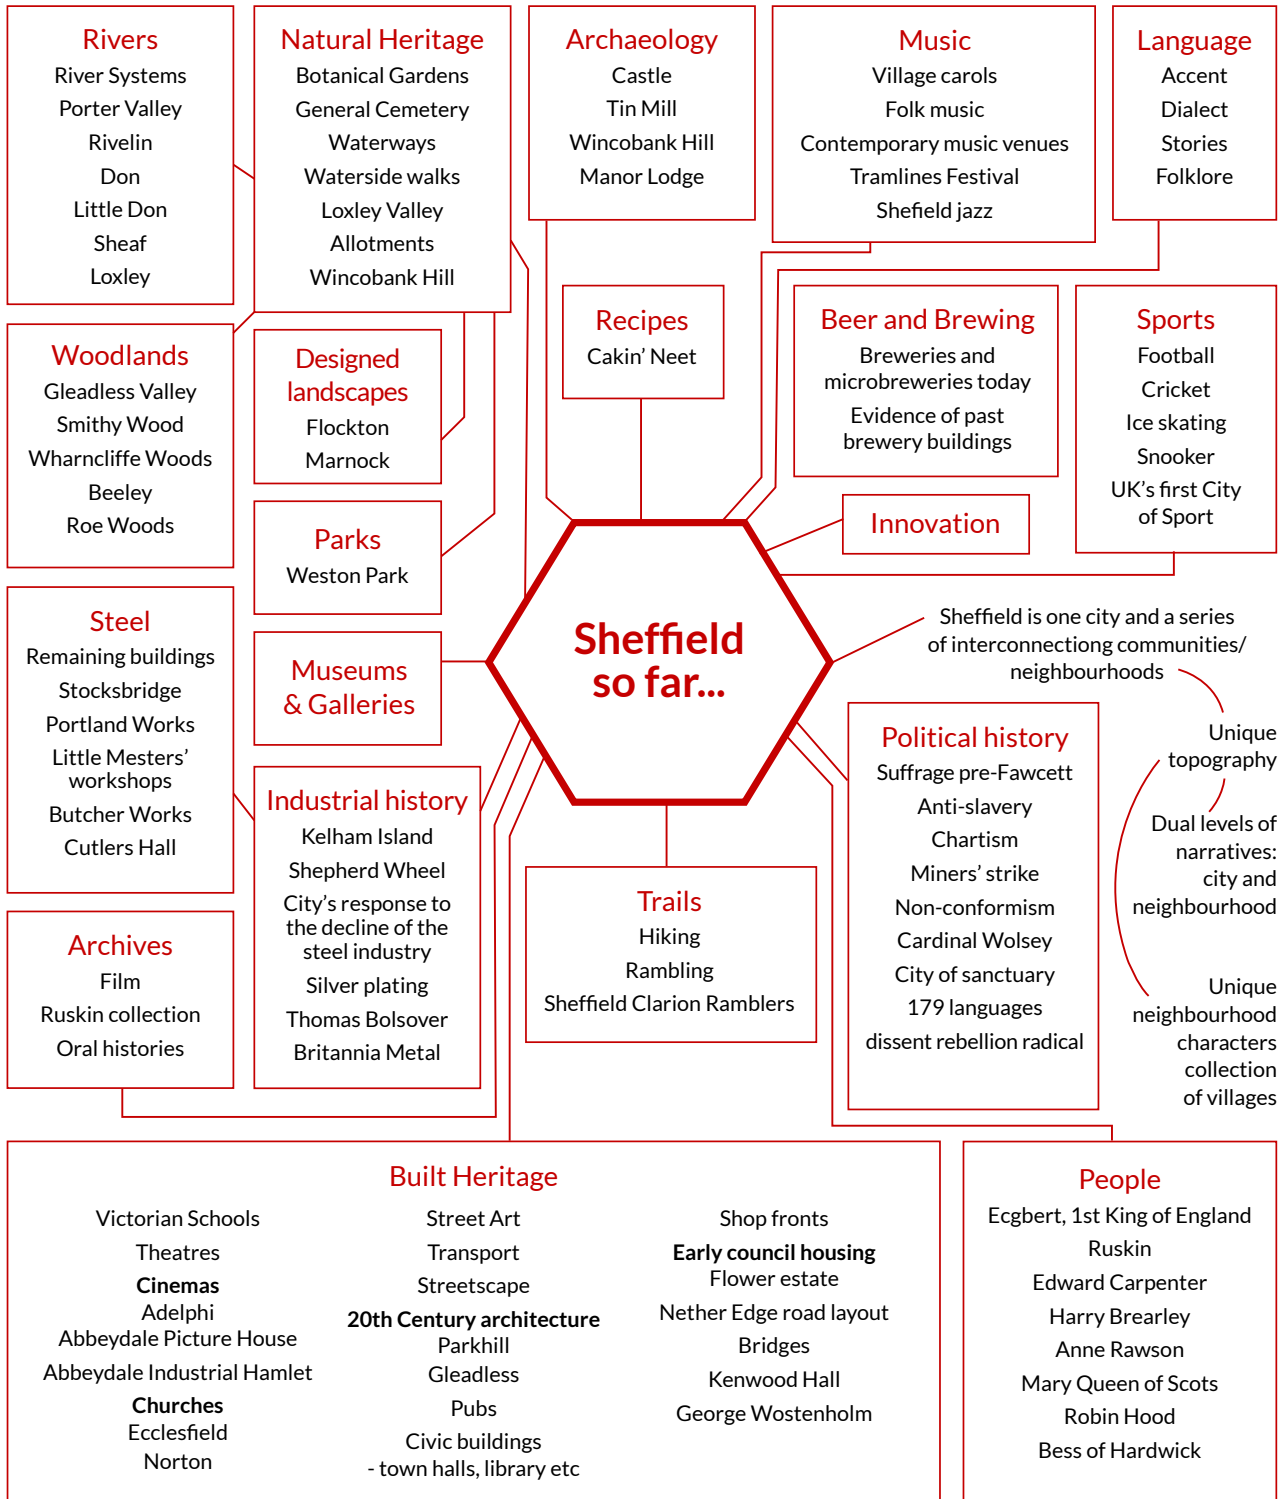 Rivers
River Systems
Porter Valley
Rivelin
Don
Little Don
Sheaf
Loxley
Natural Heritage
Botanical Gardens
General Cemetery
Waterways
Waterside walks
Loxley Valley
Allotments
Wincobank Hill
Archaeology
Castle
Tin Mill
Wincobank Hill
Manor Lodge
Music
Village carols
Folk music
Contemporary music venues
Tramlines Festival
Shefield jazz
Language
Accent
Dialect
Stories
Folklore
Woodlands
Gleadless Valley
Smithy Wood
Wharncliffe Woods
Beeley
Roe Woods
Designed
landscapes
Flockton
Marnock
Recipes
Cakin’ Neet
Beer and Brewing
Breweries and
microbreweries today
Evidence of past
brewery buildings
Sports
Football
Cricket
Ice skating
Snooker
UK’s first City
of Sport
Parks
Weston Park
Innovation
Steel
Remaining buildings
Stocksbridge
Portland Works
Little Mesters’
workshops
Butcher Works
Cutlers Hall
Museums
& Galleries
Sheffield
so far...
Sheffield is one city and a series
of interconnectiong communities/
neighbourhoods
Unique
topography
Dual levels of
narratives:
city and
neighbourhood
Unique
neighbourhood
characters
collection
of villages
Industrial history
Kelham Island
Shepherd Wheel
City’s response to
the decline of the
steel industry
Silver plating
Thomas Bolsover
Britannia Metal
Political history
Suffrage pre-Fawcett
Anti-slavery
Chartism
Miners’ strike
Non-conformism
Cardinal Wolsey
City of sanctuary
179 languages
dissent rebellion radical
Trails
Hiking
Rambling
Sheffield Clarion Ramblers
Archives
Film
Ruskin collection
Oral histories
Built Heritage
Victorian Schools
Theatres
Cinemas
Adelphi
Abbeydale Picture House
Abbeydale Industrial Hamlet
Churches
Ecclesfield
Norton
Street Art
Transport
Streetscape
20th Century architecture
Parkhill
Gleadless
Pubs
Civic buildings
- town halls, library etc
Shop fronts
Early council housing
Flower estate
Nether Edge road layout
Bridges
Kenwood Hall
George Wostenholm
People
Ecgbert, 1st King of England
Ruskin
Edward Carpenter
Harry Brearley
Anne Rawson
Mary Queen of Scots
Robin Hood
Bess of Hardwick